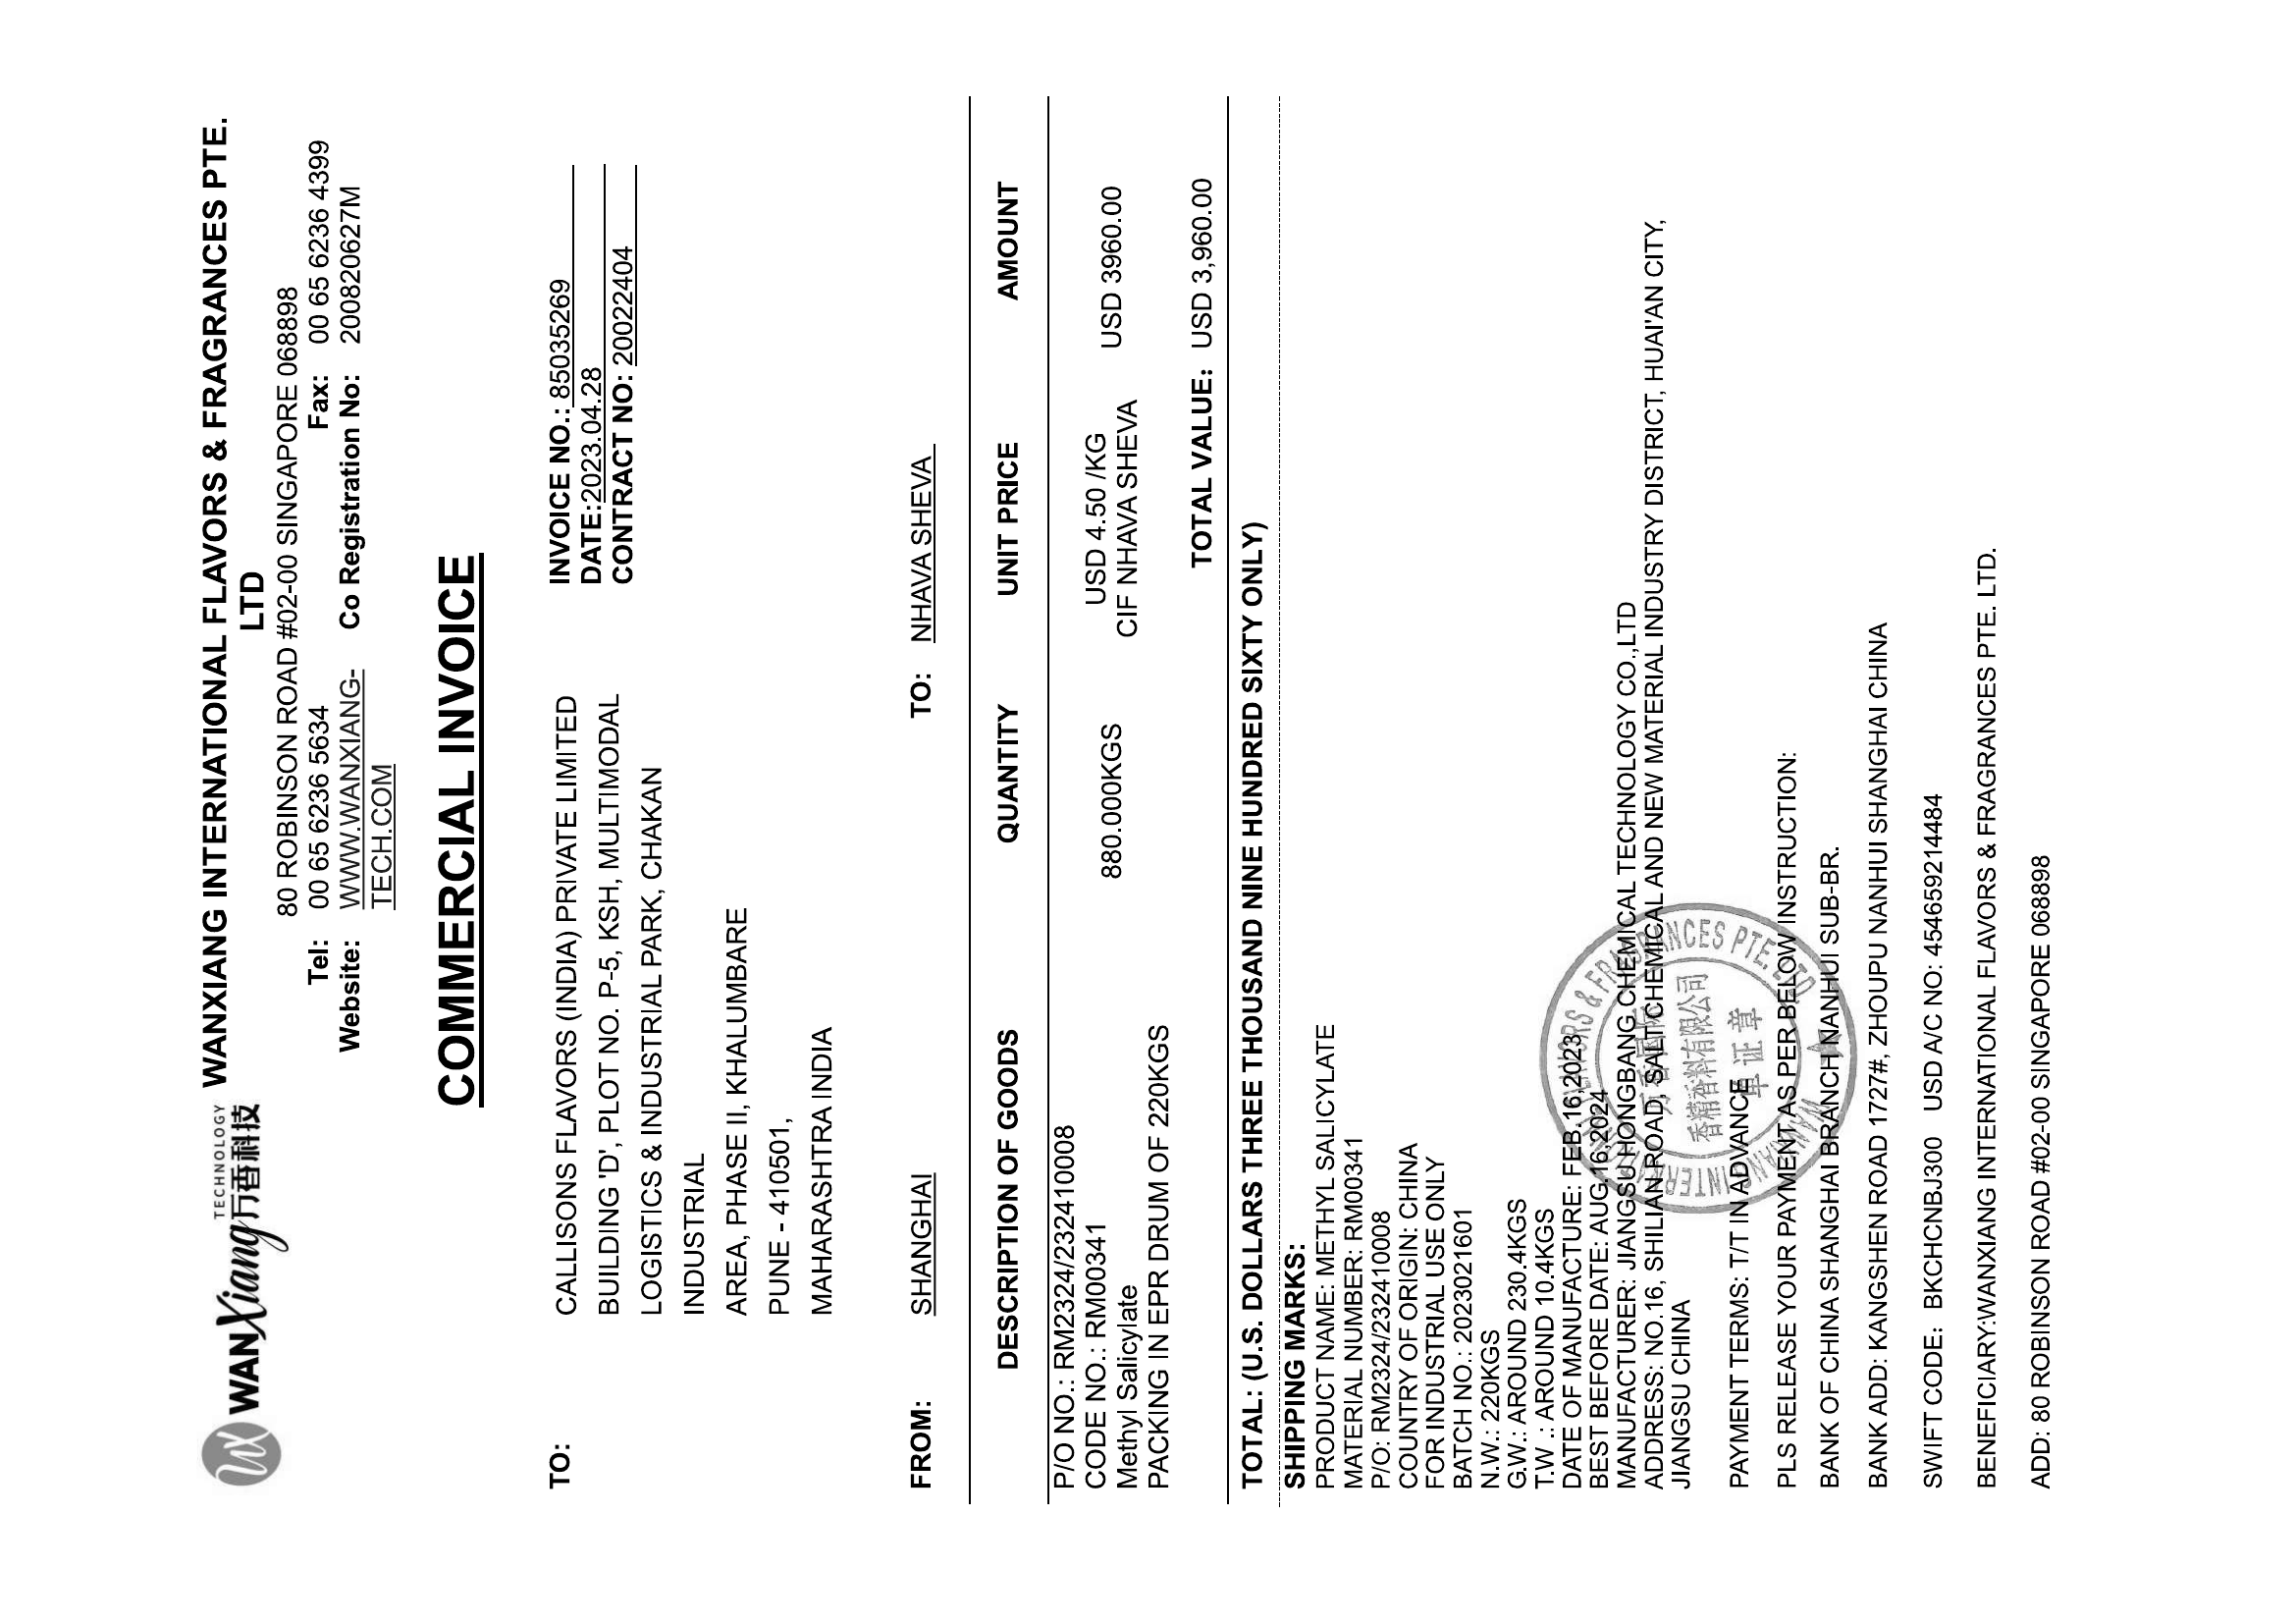 WANXiang万香科技
TECHNOLOGY
WANXIANG INTERNATIONAL FLAVORS & FRAGRANCES PTE.
LTD
80 ROBINSON ROAD #02-00 SINGAPORE 068898
Tel: 00 65 6236 5634 Fax: 00 65 6236 4399
Website: WWW.WANXIANG- Co Registration No: 200820627M
TECH.COM
COMMERCIAL INVOICE
TO: CALLISONS FLAVORS (INDIA) PRIVATE LIMITED INVOICE NO.: 85035269
DATE:2023.04.28
BUILDING 'D', PLOT NO. P-5, KSH, MULTIMODAL CONTRACT NO: 20022404
LOGISTICS & INDUSTRIAL PARK, CHAKAN
INDUSTRIAL
AREA, PHASE II, KHALUMBARE
PUNE - 410501,
MAHARASHTRA INDIA
FROM: SHANGHAI TO: NHAVA SHEVA
DESCRIPTION OF GOODS QUANTITY UNIT PRICE AMOUNT
P/O NO.: RM2324/232410008
CODE NO.: RM00341 USD 4.50 /KG
Methyl Salicylate 880.000KGS CIF NHAVA SHEVA USD 3960.00
PACKING IN EPR DRUM OF 220KGS
TOTAL VALUE: USD 3,960.00
TOTAL: (U.S. DOLLARS THREE THOUSAND NINE HUNDRED SIXTY ONLY)
SHIPPING MARKS:
PRODUCT NAME: METHYL SALICYLATE
MATERIAL NUMBER: RM00341
P/O: RM2324/232410008
COUNTRY OF ORIGIN: CHINA
FOR INDUSTRIAL USE ONLY
BATCH NO.: 2023021601
N.W.: 220KGS
G.W.: AROUND 230.4KGS
T.W .: AROUND 10.4KGS
DATE OF MANUFACTURE: FEB.16,2023
BEST BEFORE DATE: AUG.16,2024
MANUFACTURER: JIANGSU HONGBANG CHEMICAL TECHNOLOGY CO.,LTD
ADDRESS: NO.16, SHILIAN ROAD, SALT CHEMICAL AND NEW MATERIAL INDUSTRY DISTRICT, HUAI'AN CITY,
JIANGSU CHINA
PAYMENT TERMS: T/T IN ADVANCE
PLS RELEASE YOUR PAYMENT AS PER BELOW INSTRUCTION:
BANK OF CHINA SHANGHAI BRANCH NANHUI SUB-BR.
BANK ADD: KANGSHEN ROAD 1727#, ZHOUPU NANHUI SHANGHAI CHINA
SWIFT CODE: BKCHCNBJ300 USD A/C NO: 454659214484
BENEFICIARY:WANXIANG INTERNATIONAL FLAVORS & FRAGRANCES PTE. LTD.
ADD: 80 ROBINSON ROAD #02-00 SINGAPORE 068898
WANXIANG INTERNATIONAL FLAVORS & FRAGRANCES PTE. LTD
万香国际
香精香料有限公司
单证章